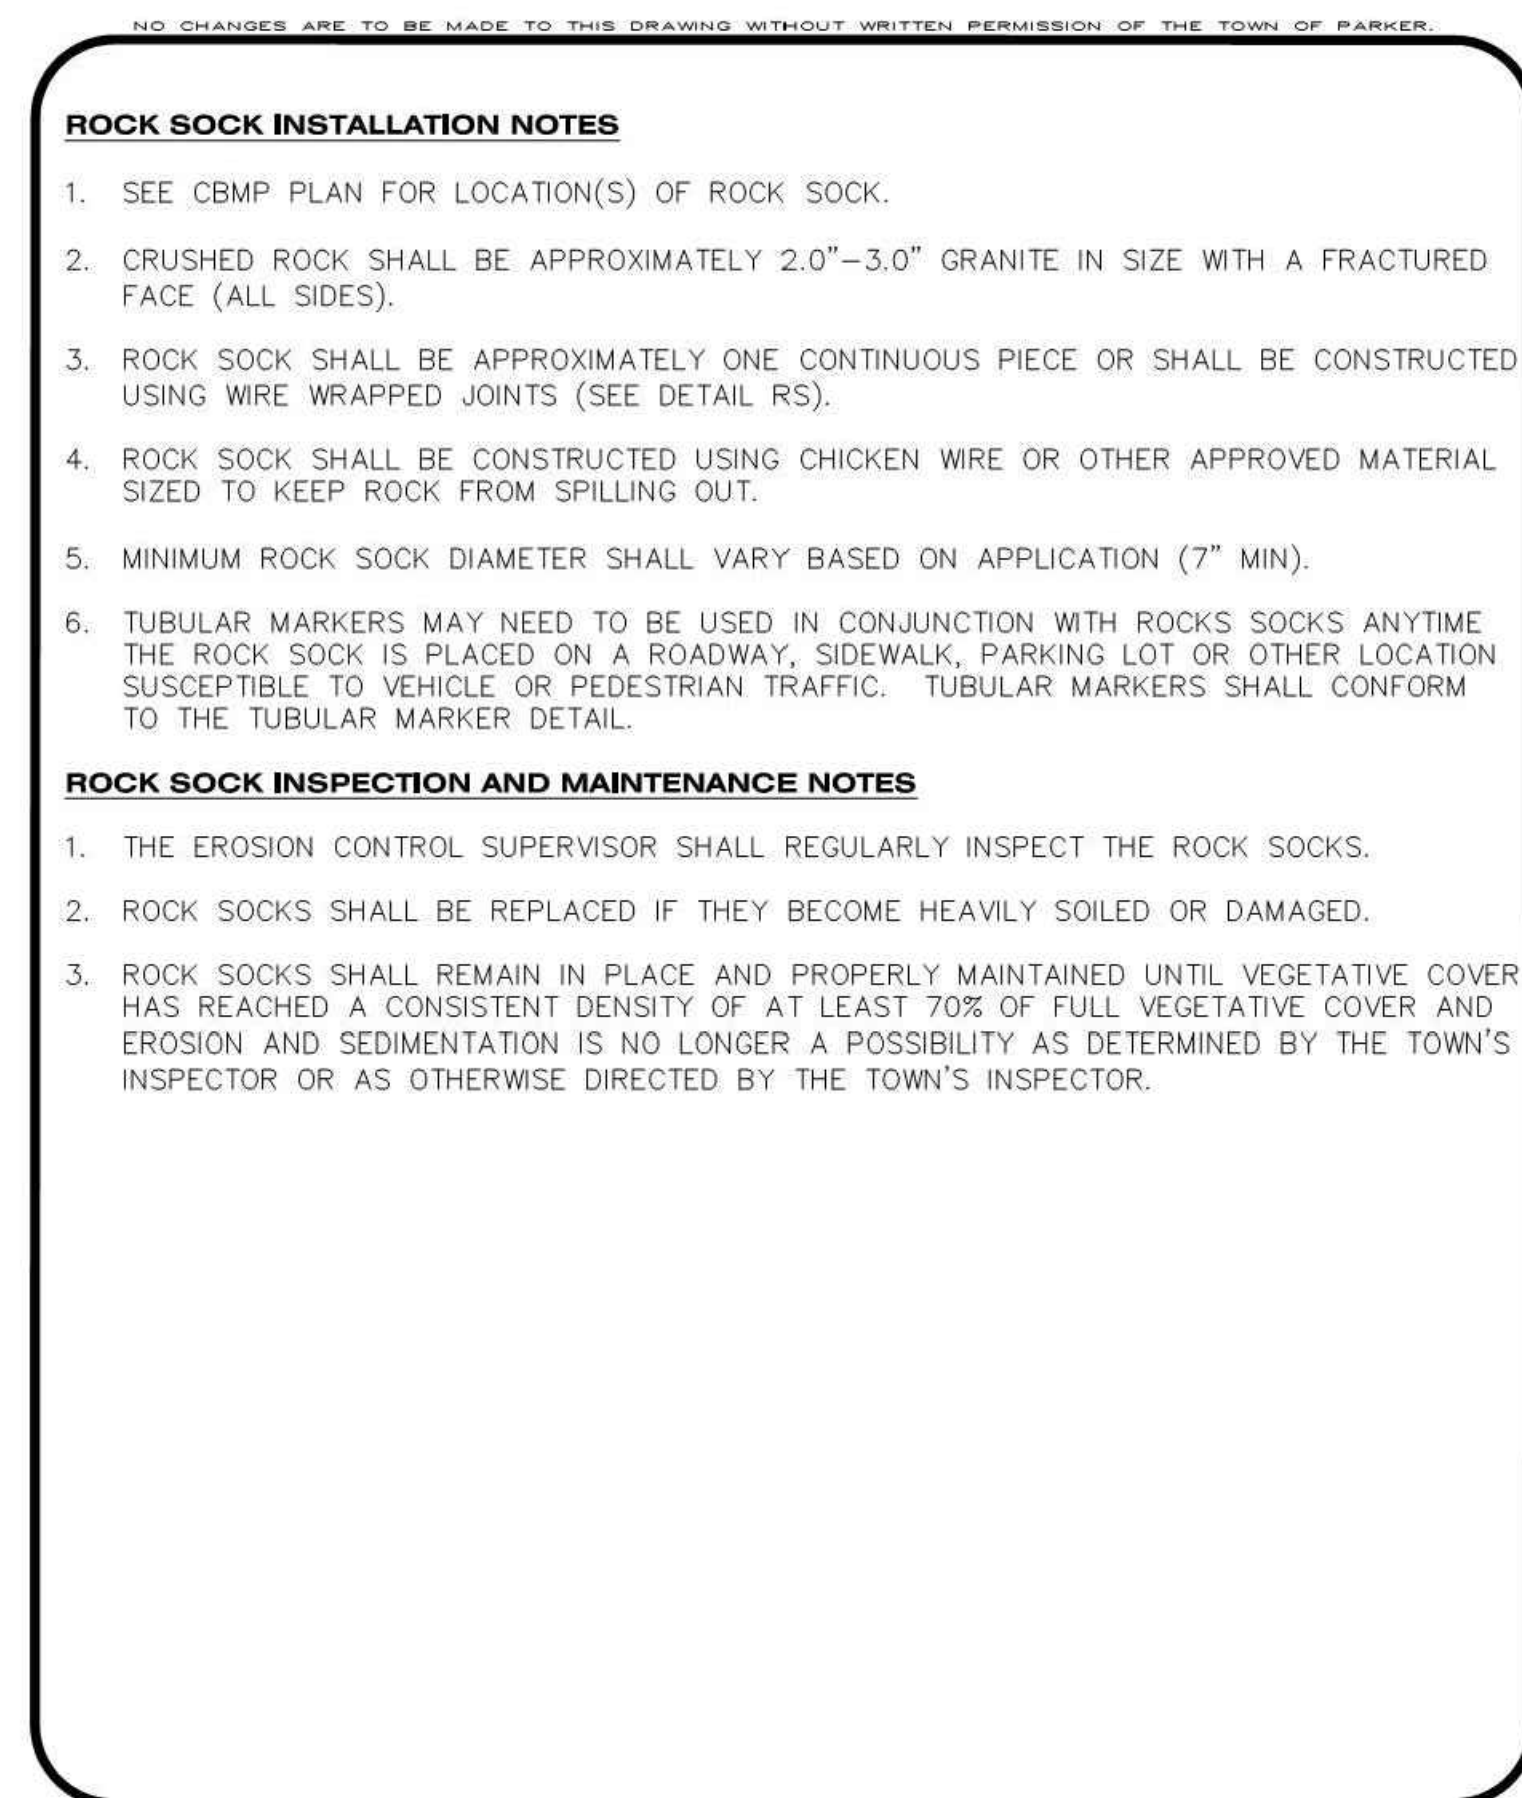 NO CHANGES ARE TO BE MADE TO THIS DRAWING WITHOUT WRITTEN PERMISSION OF THE TOWN OF PARKER.
ROCK SOCK INSTALLATION NOTES
1. SEE CBMP PLAN FOR LOCATION(S) OF ROCK SOCK.
2. CRUSHED ROCK SHALL BE APPROXIMATELY 2.0"–3.0" GRANITE IN SIZE WITH A FRACTURED
FACE (ALL SIDES).
3. ROCK SOCK SHALL BE APPROXIMATELY ONE CONTINUOUS PIECE OR SHALL BE CONSTRUCTED
USING WIRE WRAPPED JOINTS (SEE DETAIL RS).
4. ROCK SOCK SHALL BE CONSTRUCTED USING CHICKEN WIRE OR OTHER APPROVED MATERIAL
SIZED TO KEEP ROCK FROM SPILLING OUT.
5. MINIMUM ROCK SOCK DIAMETER SHALL VARY BASED ON APPLICATION (7" MIN).
6. TUBULAR MARKERS MAY NEED TO BE USED IN CONJUNCTION WITH ROCKS SOCKS ANYTIME
THE ROCK SOCK IS PLACED ON A ROADWAY, SIDEWALK, PARKING LOT OR OTHER LOCATION
SUSCEPTIBLE TO VEHICLE OR PEDESTRIAN TRAFFIC. TUBULAR MARKERS SHALL CONFORM
TO THE TUBULAR MARKER DETAIL.
ROCK SOCK INSPECTION AND MAINTENANCE NOTES
1. THE EROSION CONTROL SUPERVISOR SHALL REGULARLY INSPECT THE ROCK SOCKS.
2. ROCK SOCKS SHALL BE REPLACED IF THEY BECOME HEAVILY SOILED OR DAMAGED.
3. ROCK SOCKS SHALL REMAIN IN PLACE AND PROPERLY MAINTAINED UNTIL VEGETATIVE COVER
HAS REACHED A CONSISTENT DENSITY OF AT LEAST 70% OF FULL VEGETATIVE COVER AND
EROSION AND SEDIMENTATION IS NO LONGER A POSSIBILITY AS DETERMINED BY THE TOWN'S
INSPECTOR OR AS OTHERWISE DIRECTED BY THE TOWN'S INSPECTOR.